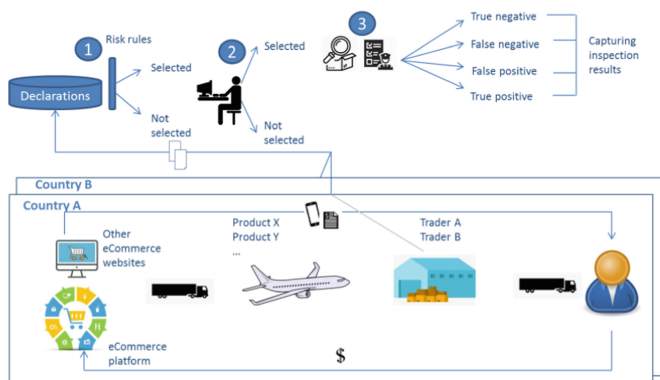 1
Risk rules
Declarations
Selected
Not
selected
2
Selected
Not
selected
3
True negative
False negative
False positive
True positive
Capturing
inspection
results
Country B
Country A
Other
eCommerce
websites
Product X
Product Y
...
Trader A
Trader B
eCommerce
platform
$